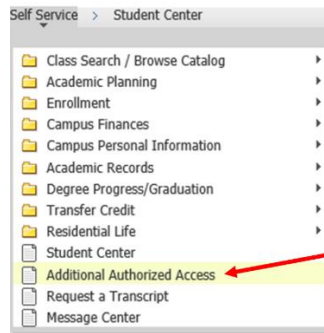 Self Service > Student Center
Class Search / Browse Catalog
Academic Planning
Enrollment
Campus Finances
Campus Personal Information
Academic Records
Degree Progress/Graduation
Transfer Credit
Residential Life
Student Center
Additional Authorized Access
Request a Transcript
Message Center